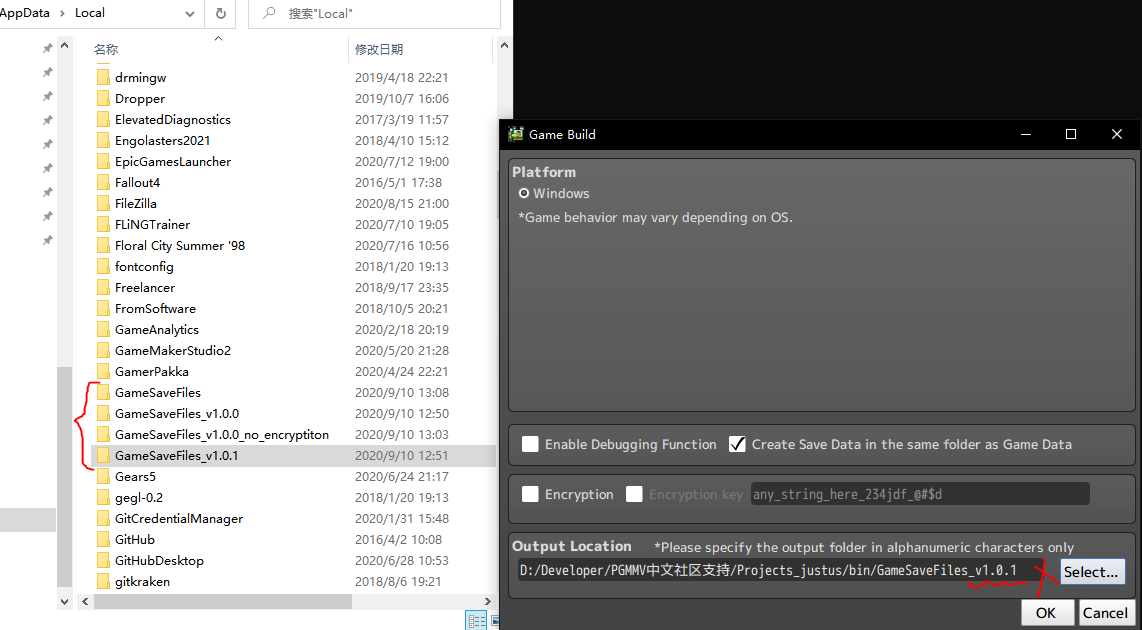 AppData › Local
搜索"Local"
名称 修改日期
drmingw 2019/4/18 22:21
Dropper 2019/10/7 16:06
ElevatedDiagnostics 2017/3/19 11:57
Engolasters2021 2018/4/10 15:12
EpicGamesLauncher 2020/7/12 19:00
Fallout4 2016/5/1 17:38
FileZilla 2020/8/15 21:00
FLiNGTrainer 2020/7/10 19:05
Floral City Summer '98 2020/7/16 10:56
fontconfig 2018/1/20 19:13
Freelancer 2018/9/17 23:35
FromSoftware 2018/10/5 20:21
GameAnalytics 2020/2/18 20:19
GameMakerStudio2 2020/5/20 21:28
GamerPakka 2020/4/24 22:21
GameSaveFiles 2020/9/10 13:08
GameSaveFiles_v1.0.0 2020/9/10 12:50
GameSaveFiles_v1.0.0_no_encryptiton 2020/9/10 13:03
GameSaveFiles_v1.0.1 2020/9/10 12:51
Gears5 2020/6/24 21:17
gegl-0.2 2018/1/20 19:13
GitCredentialManager 2020/1/31 15:48
GitHub 2016/4/2 10:08
GitHubDesktop 2020/6/28 10:53
gitkraken 2018/8/6 19:21
Game Build
Platform
Windows
*Game behavior may vary depending on OS.
Enable Debugging Function Create Save Data in the same folder as Game Data
Encryption Encryption key any_string_here_234jdf_@#$d
Output Location *Please specify the output folder in alphanumeric characters only
D:/Developer/PGMMV中文社区支持/Projects_justus/bin/GameSaveFiles_v1.0.1 Select...
OK Cancel